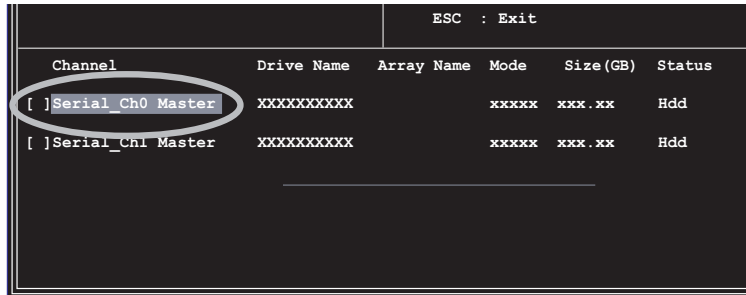 ESC : Exit
Channel Drive Name Array Name Mode Size(GB) Status
[ ]Serial_Ch0 Master XXXXXXXXXX xxxxx xxx.xx Hdd
[ ]Serial_Ch1 Master XXXXXXXXXX xxxxx xxx.xx Hdd